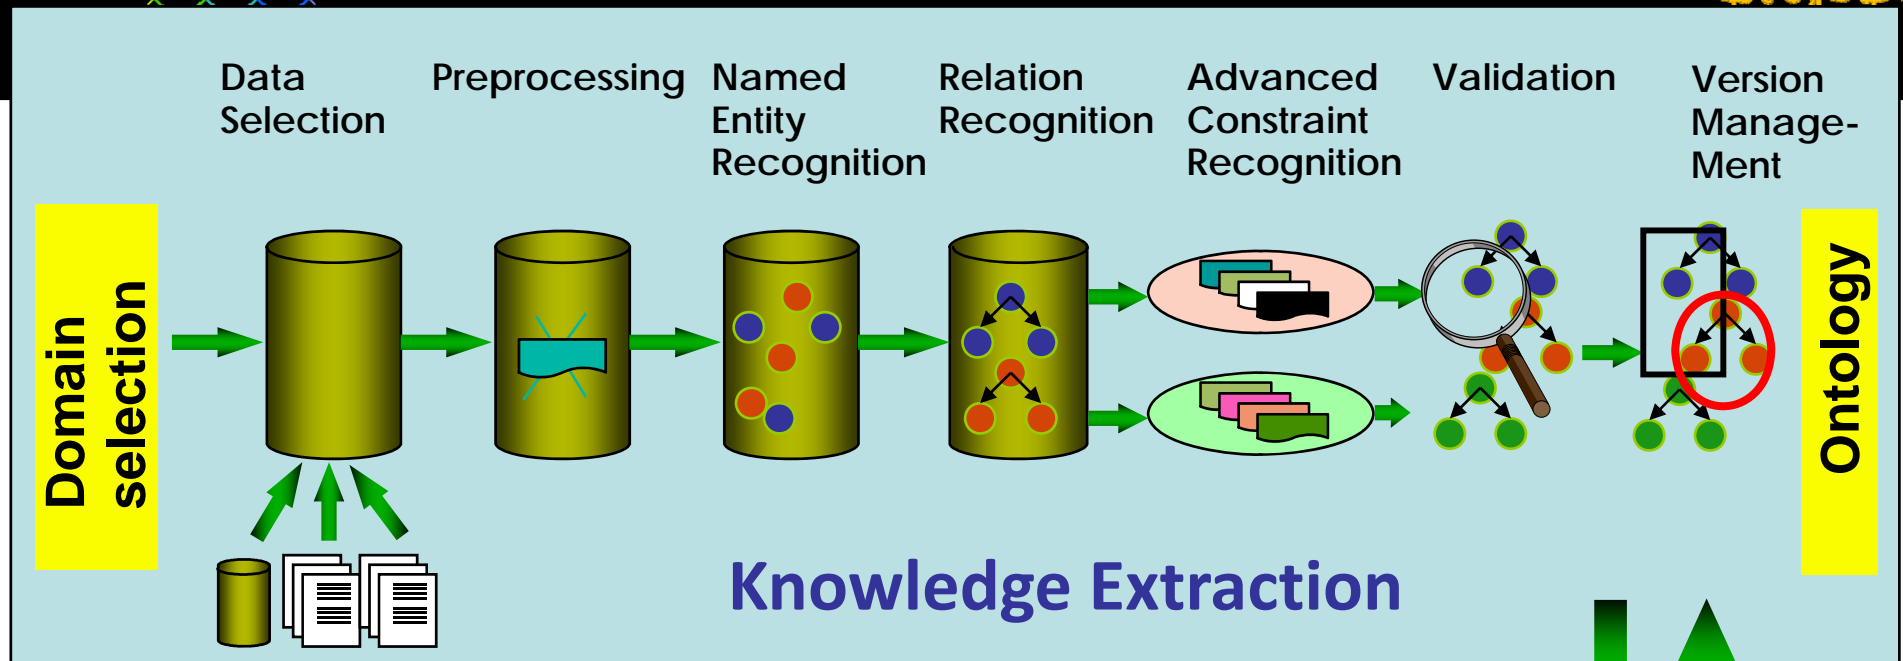 Data
Selection
Preprocessing
Named
Entity
Recognition
Relation
Recognition
Advanced
Constraint
Recognition
Validation
Version
Manage-
Ment
Domain
selection
Ontology
Knowledge Extraction